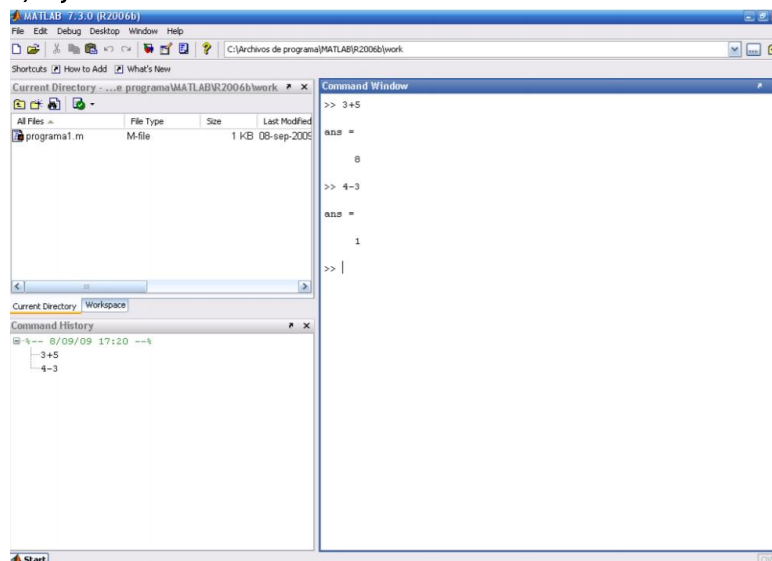 MATLAB 7.3.0 (R2006b)
File Edit Debug Desktop Window Help
C:\Archivos de programa\MATLAB\R2006b\work
Shortcuts How to Add What's New
Current Directory - ...e programa\MATLAB\R2006b\work
All Files File Type Size Last Modified
programa1.m M-file 1 KB 08-sep-2009
Current Directory Workspace
Command History
%-- 8/09/09 17:20 --%
3+5
4-3
Command Window
>> 3+5
ans =
8
>> 4-3
ans =
1
>>
Start